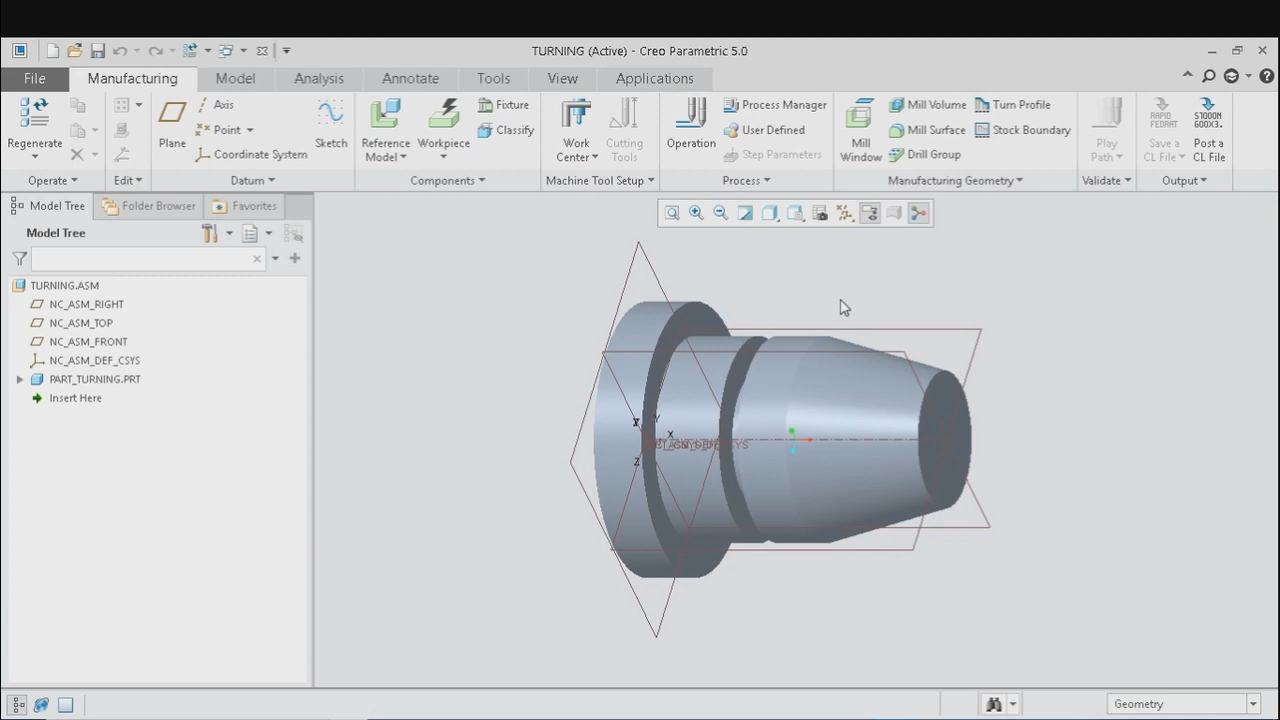 TURNING (Active) - Creo Parametric 5.0
File Manufacturing Model Analysis Annotate Tools View Applications
Regenerate
Operate
Edit
Plane
Axis
Point
Coordinate System
Sketch
Datum
Reference Model
Workpiece
Fixture
Classify
Components
Work Center
Cutting Tools
Machine Tool Setup
Operation
Process Manager
User Defined
Step Parameters
Process
Mill Window
Mill Volume
Mill Surface
Drill Group
Turn Profile
Stock Boundary
Manufacturing Geometry
Play Path
Validate
RAPID
FEDRAT
Save a CL File
Post a CL File
Output
Model Tree Folder Browser Favorites
Model Tree
TURNING.ASM
NC_ASM_RIGHT
NC_ASM_TOP
NC_ASM_FRONT
NC_ASM_DEF_CSYS
PART_TURNING.PRT
Insert Here
Y
X
Z
Geometry